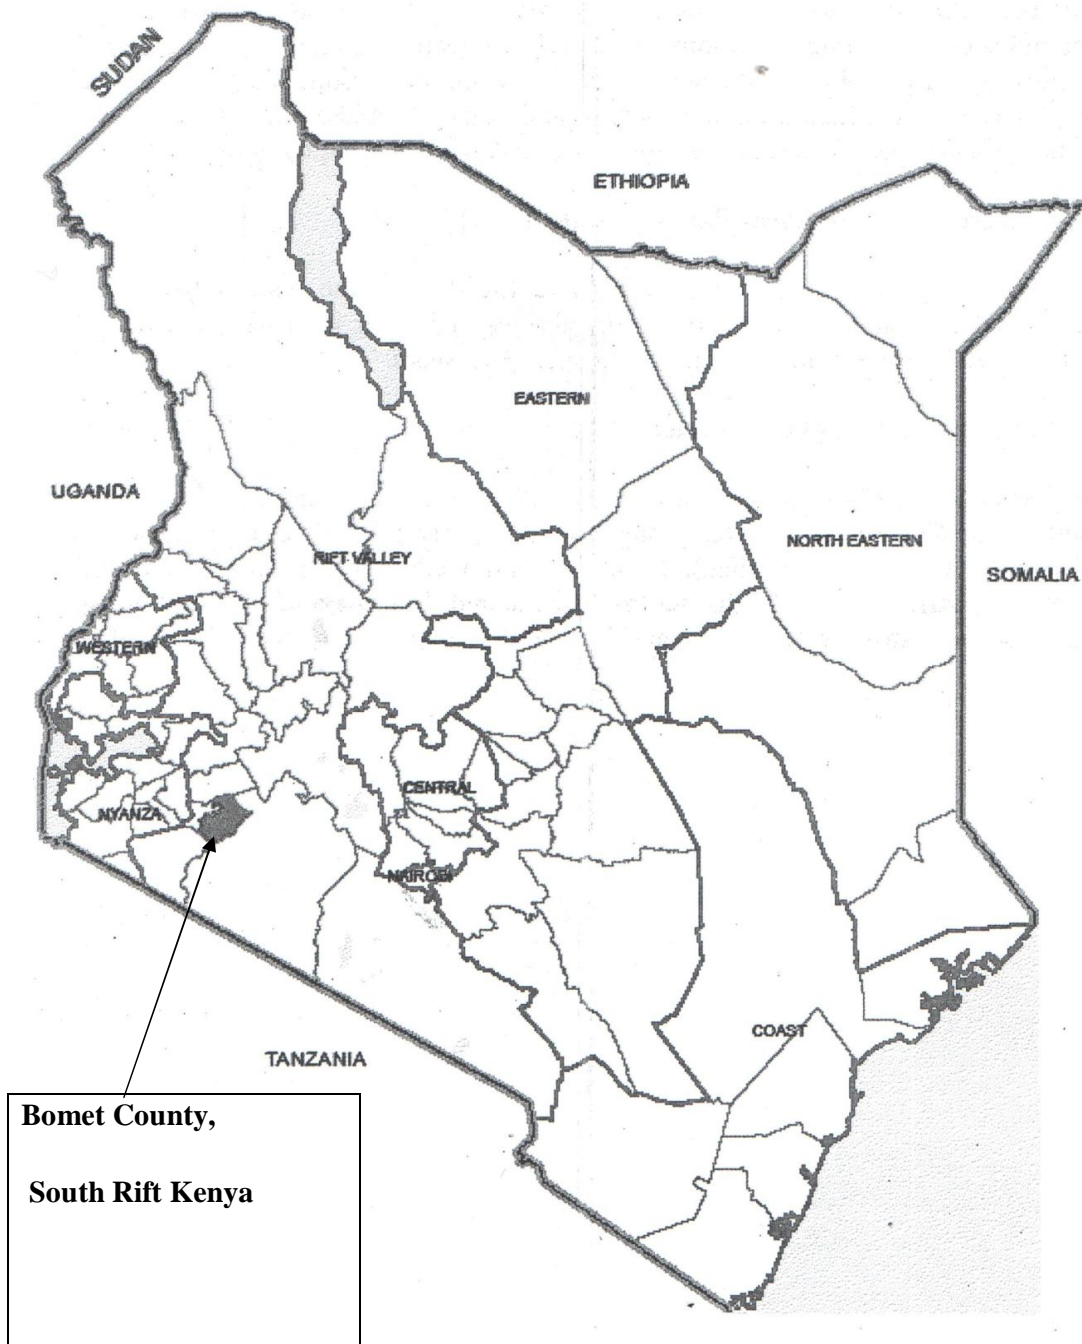 SUDAN
ETHIOPIA
EASTERN
UGANDA
RIFT VALLEY
NORTH EASTERN
SOMALIA
WESTERN
CENTRAL
NYANZA
NAIROBI
COAST
TANZANIA
Bomet County,
South Rift Kenya